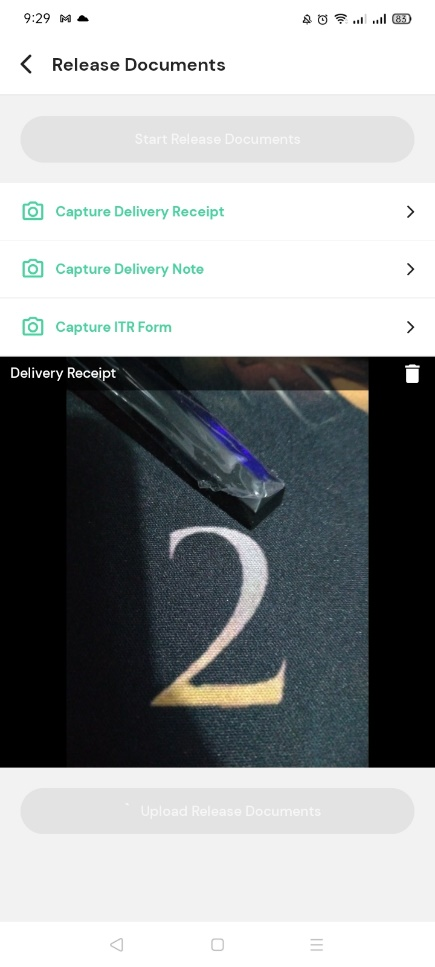 9:29
83
Release Documents
Start Release Documents
Capture Delivery Receipt
Capture Delivery Note
Capture ITR Form
Delivery Receipt
2
Upload Release Documents